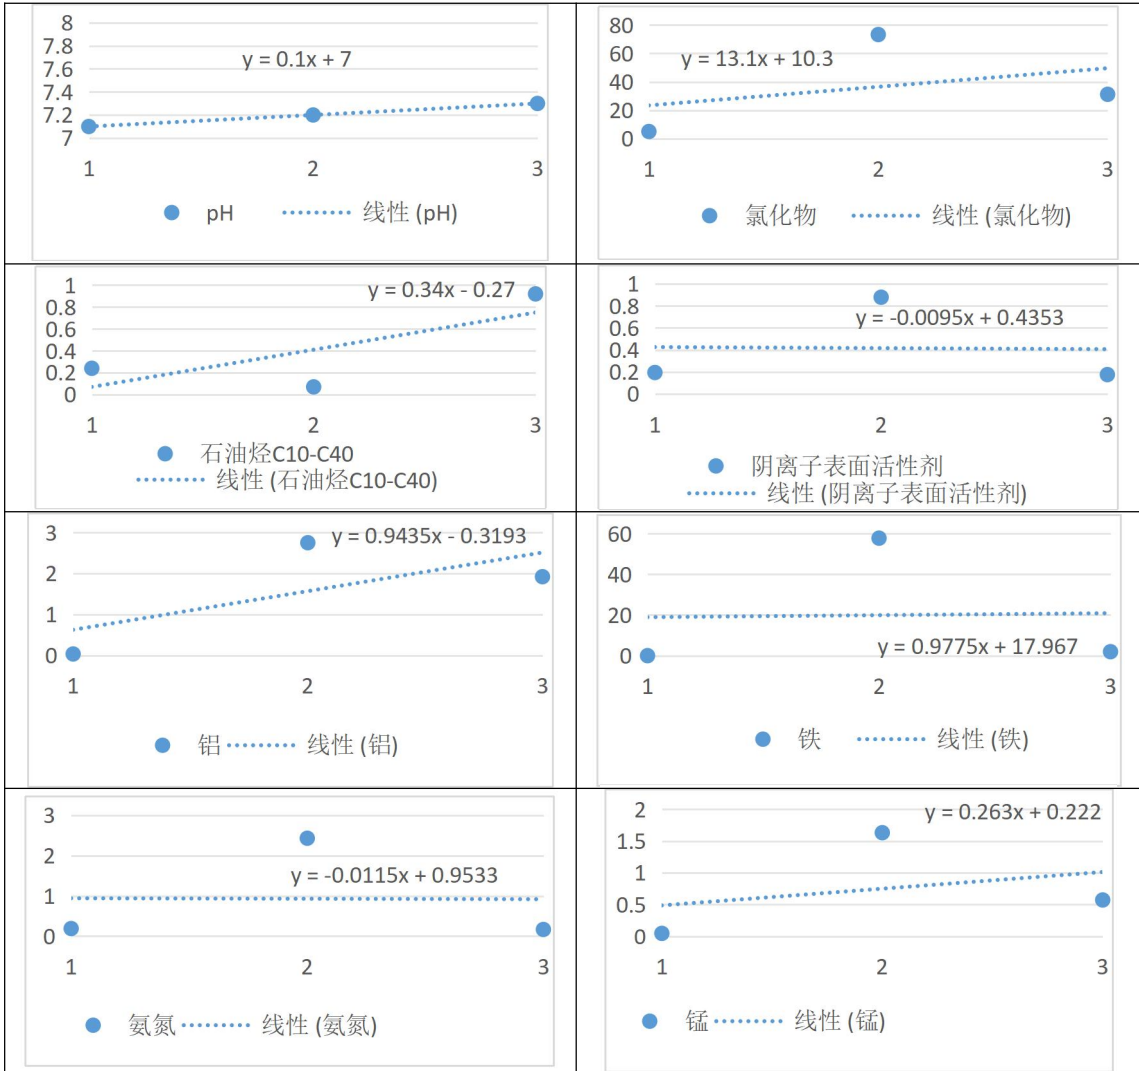 8
7.8
7.6
7.4
7.2
7
y = 0.1x + 7
1 2 3
pH 线性 (pH)
80
60
40
20
0
y = 13.1x + 10.3
1 2 3
氯化物 线性 (氯化物)
1
0.8
0.6
0.4
0.2
0
y = 0.34x - 0.27
1 2 3
石油烃C10-C40
线性 (石油烃C10-C40)
1
0.8
0.6
0.4
0.2
0
y = -0.0095x + 0.4353
1 2 3
阴离子表面活性剂
线性 (阴离子表面活性剂)
3
2
1
0
y = 0.9435x - 0.3193
1 2 3
铝 线性 (铝)
60
40
20
0
y = 0.9775x + 17.967
1 2 3
铁 线性 (铁)
3
2
1
0
y = -0.0115x + 0.9533
1 2 3
氨氮 线性 (氨氮)
2
1.5
1
0.5
0
y = 0.263x + 0.222
1 2 3
锰 线性 (锰)